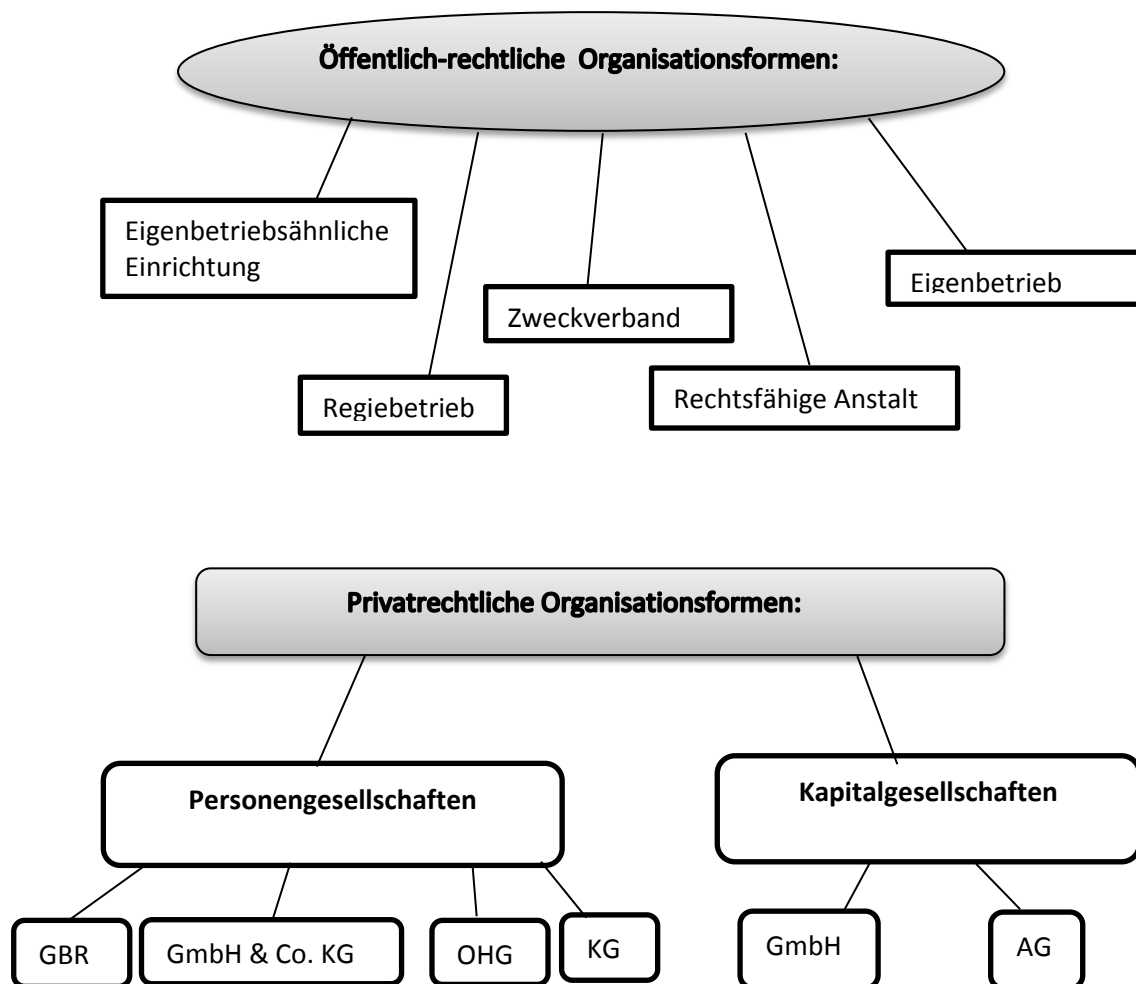 Öffentlich-rechtliche Organisationsformen:
Eigenbetriebsähnliche
Einrichtung
Eigenbetrieb
Zweckverband
Regiebetrieb
Rechtsfähige Anstalt
Privatrechtliche Organisationsformen:
Personengesellschaften
Kapitalgesellschaften
GBR
GmbH & Co. KG
OHG
KG
GmbH
AG